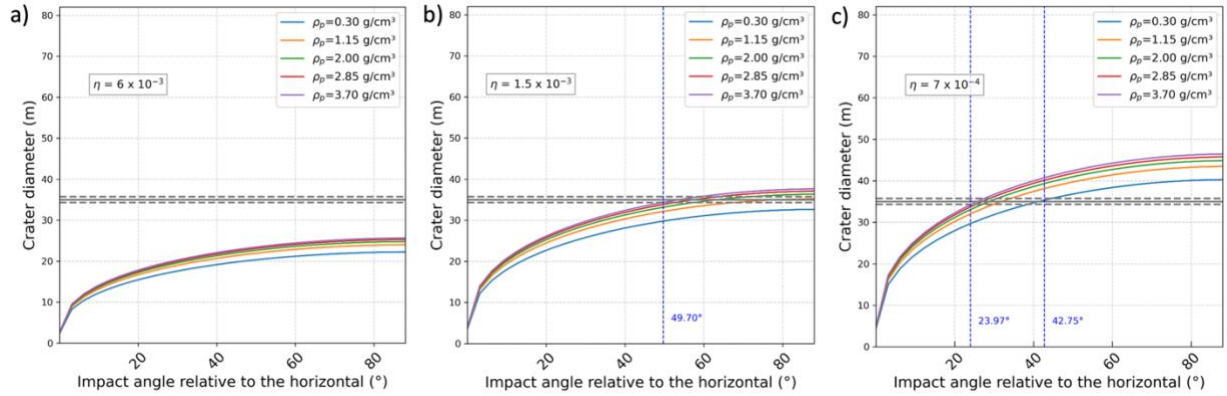 a)
80
70
60
50
40
30
20
10
0
Crater diameter (m)
η = 6 x 10⁻³
ρₚ=0.30 g/cm³
ρₚ=1.15 g/cm³
ρₚ=2.00 g/cm³
ρₚ=2.85 g/cm³
ρₚ=3.70 g/cm³
20
40
60
80
Impact angle relative to the horizontal (°)
b)
80
70
60
50
40
30
20
10
0
Crater diameter (m)
η = 1.5 x 10⁻³
ρₚ=0.30 g/cm³
ρₚ=1.15 g/cm³
ρₚ=2.00 g/cm³
ρₚ=2.85 g/cm³
ρₚ=3.70 g/cm³
49.70°
20
40
60
80
Impact angle relative to the horizontal (°)
c)
80
70
60
50
40
30
20
10
0
Crater diameter (m)
η = 7 x 10⁻⁴
ρₚ=0.30 g/cm³
ρₚ=1.15 g/cm³
ρₚ=2.00 g/cm³
ρₚ=2.85 g/cm³
ρₚ=3.70 g/cm³
23.97°
42.75°
20
40
60
80
Impact angle relative to the horizontal (°)